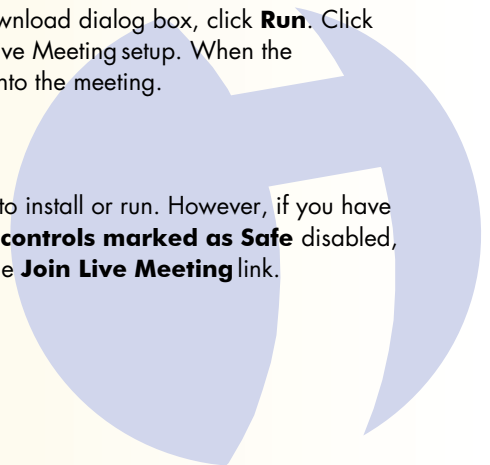 wnload dialog box, click Run. Click
ve Meeting setup. When the
nto the meeting.
to install or run. However, if you have
controls marked as Safe disabled,
e Join Live Meeting link.